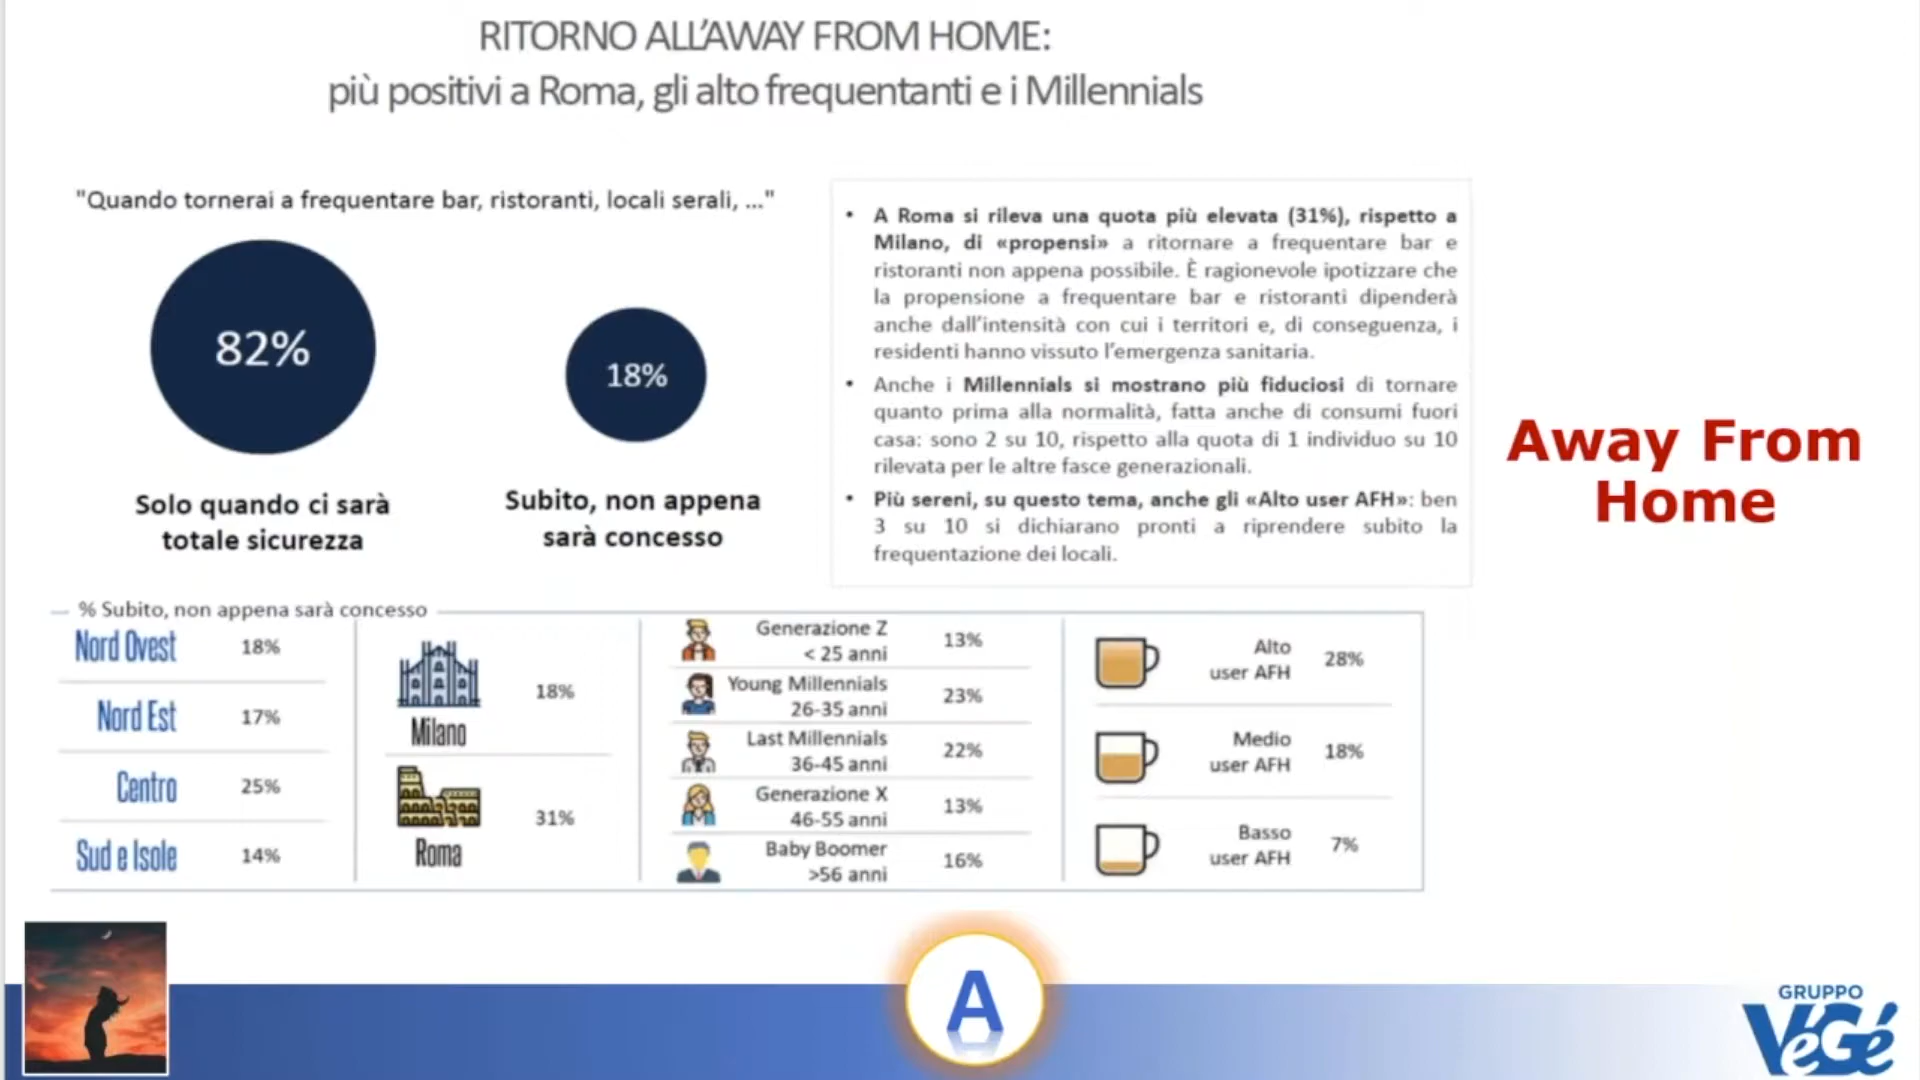 RITORNO ALL'AWAY FROM HOME:
più positivi a Roma, gli alto frequentanti e i Millennials
"Quando tornerai a frequentare bar, ristoranti, locali serali, ..."
82%
18%
Solo quando ci sarà
totale sicurezza
Subito, non appena
sarà concesso
• A Roma si rileva una quota più elevata (31%), rispetto a
Milano, di «propensi» a ritornare a frequentare bar e
ristoranti non appena possibile. È ragionevole ipotizzare che
la propensione a frequentare bar e ristoranti dipenderà
anche dall'intensità con cui i territori e, di conseguenza, i
residenti hanno vissuto l'emergenza sanitaria.
• Anche i Millennials si mostrano più fiduciosi di tornare
quanto prima alla normalità, fatta anche di consumi fuori
casa: sono 2 su 10, rispetto alla quota di 1 individuo su 10
rilevata per le altre fasce generazionali.
• Più sereni, su questo tema, anche gli «Alto user AFH»: ben
3 su 10 si dichiarano pronti a riprendere subito la
frequentazione dei locali.
Away From
Home
% Subito, non appena sarà concesso
Nord Ovest 18%
Nord Est 17%
Centro 25%
Sud e Isole 14%
Milano 18%
Roma 31%
Generazione Z
< 25 anni
13%
Young Millennials
26-35 anni
23%
Last Millennials
36-45 anni
22%
Generazione X
46-55 anni
13%
Baby Boomer
>56 anni
16%
Alto
user AFH
28%
Medio
user AFH
18%
Basso
user AFH
7%
A
GRUPPO
VéGé